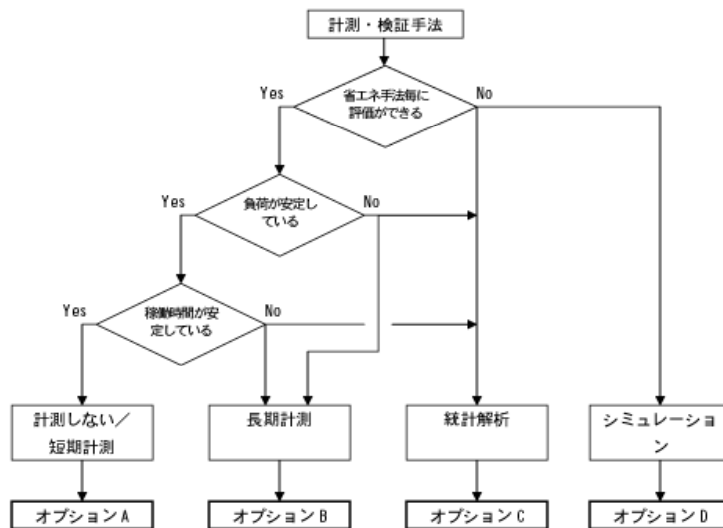 計測・検証手法
Yes
省エネ手法毎に
評価ができる
No
Yes
負荷が安定し
ている
No
Yes
稼働時間が安
定している
No
計測しない／
短期計測
長期計測
統計解析
シミュレーショ
ン
オプションA
オプションB
オプションC
オプションD